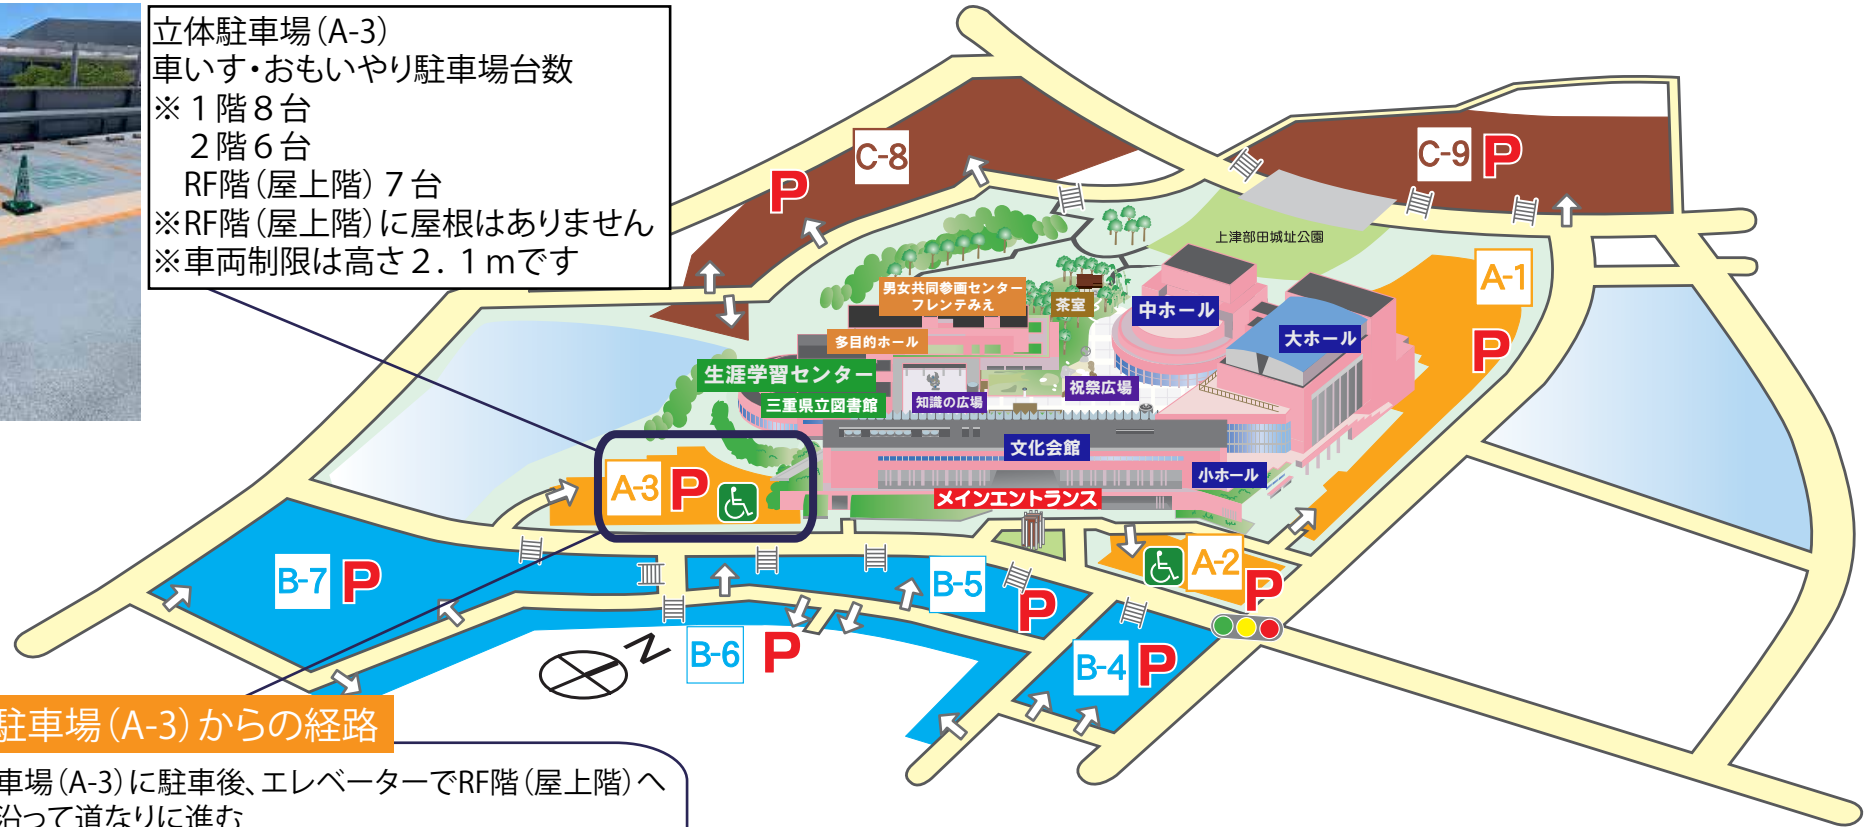 立体駐車場(A-3)
車いす・おもいやり駐車場台数
※１階８台
２階６台
RF階(屋上階)７台
※RF階(屋上階)に屋根はありません
※車両制限は高さ２.１mです
C-8
P
C-9
P
上津部田城址公園
A-1
P
男女共同参画センター
フレンテみえ
茶室
中ホール
大ホール
多目的ホール
生涯学習センター
三重県立図書館
知識の広場
祝祭広場
文化会館
小ホール
メインエントランス
A-3
P
A-2
P
B-7
P
B-5
P
B-6
P
B-4
P
N
駐車場(A-3)からの経路
車場(A-3)に駐車後、エレベーターでRF階(屋上階)へ
沿って道なりに進む